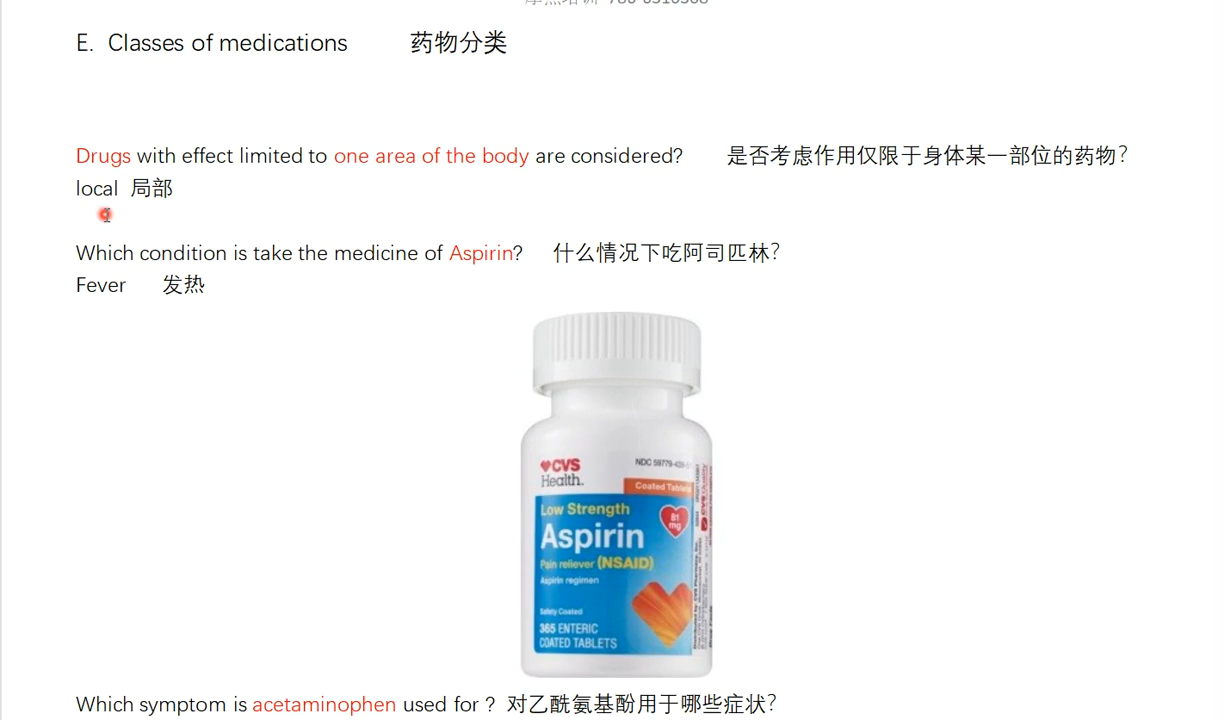 E. Classes of medications 药物分类
Drugs with effect limited to one area of the body are considered? 是否考虑作用仅限于身体某一部位的药物?
local 局部
Which condition is take the medicine of Aspirin? 什么情况下吃阿司匹林?
Fever 发热
CVS
Health.
NDC 59779-
Coated Tablets
Low Strength
81 mg
Aspirin
Pain reliever (NSAID)
Aspirin regimen
Safety Coated
365 ENTERIC
COATED TABLETS
Which symptom is acetaminophen used for ? 对乙酰氨基酚用于哪些症状?